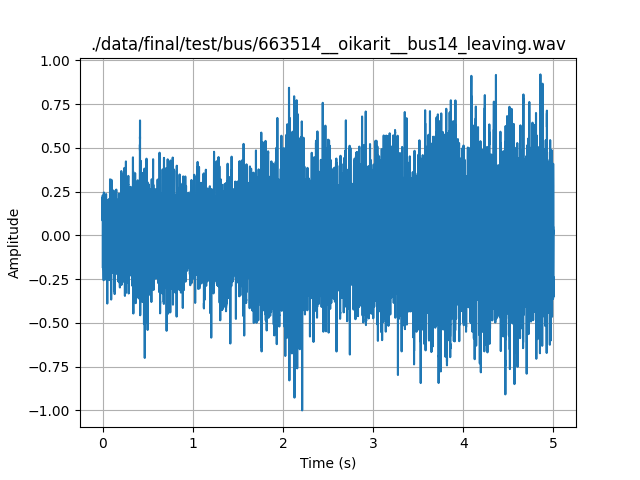 ./data/final/test/bus/663514__oikarit__bus14_leaving.wav
1.00
0.75
0.50
0.25
0.00
−0.25
−0.50
−0.75
−1.00
Amplitude
0 1 2 3 4 5
Time (s)